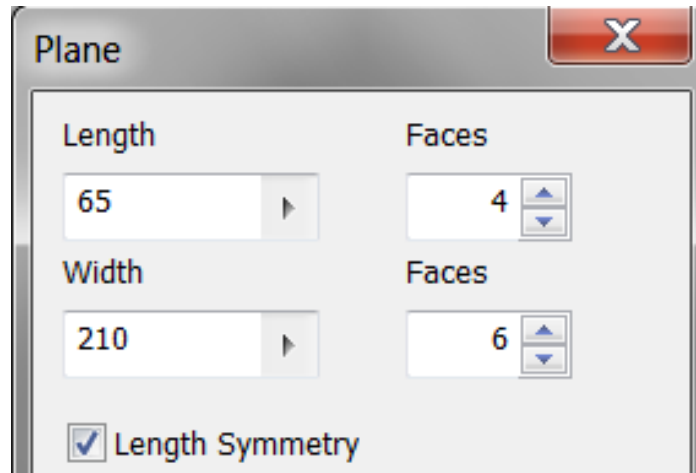 Plane
Length Faces
65 4
Width Faces
210 6
Length Symmetry